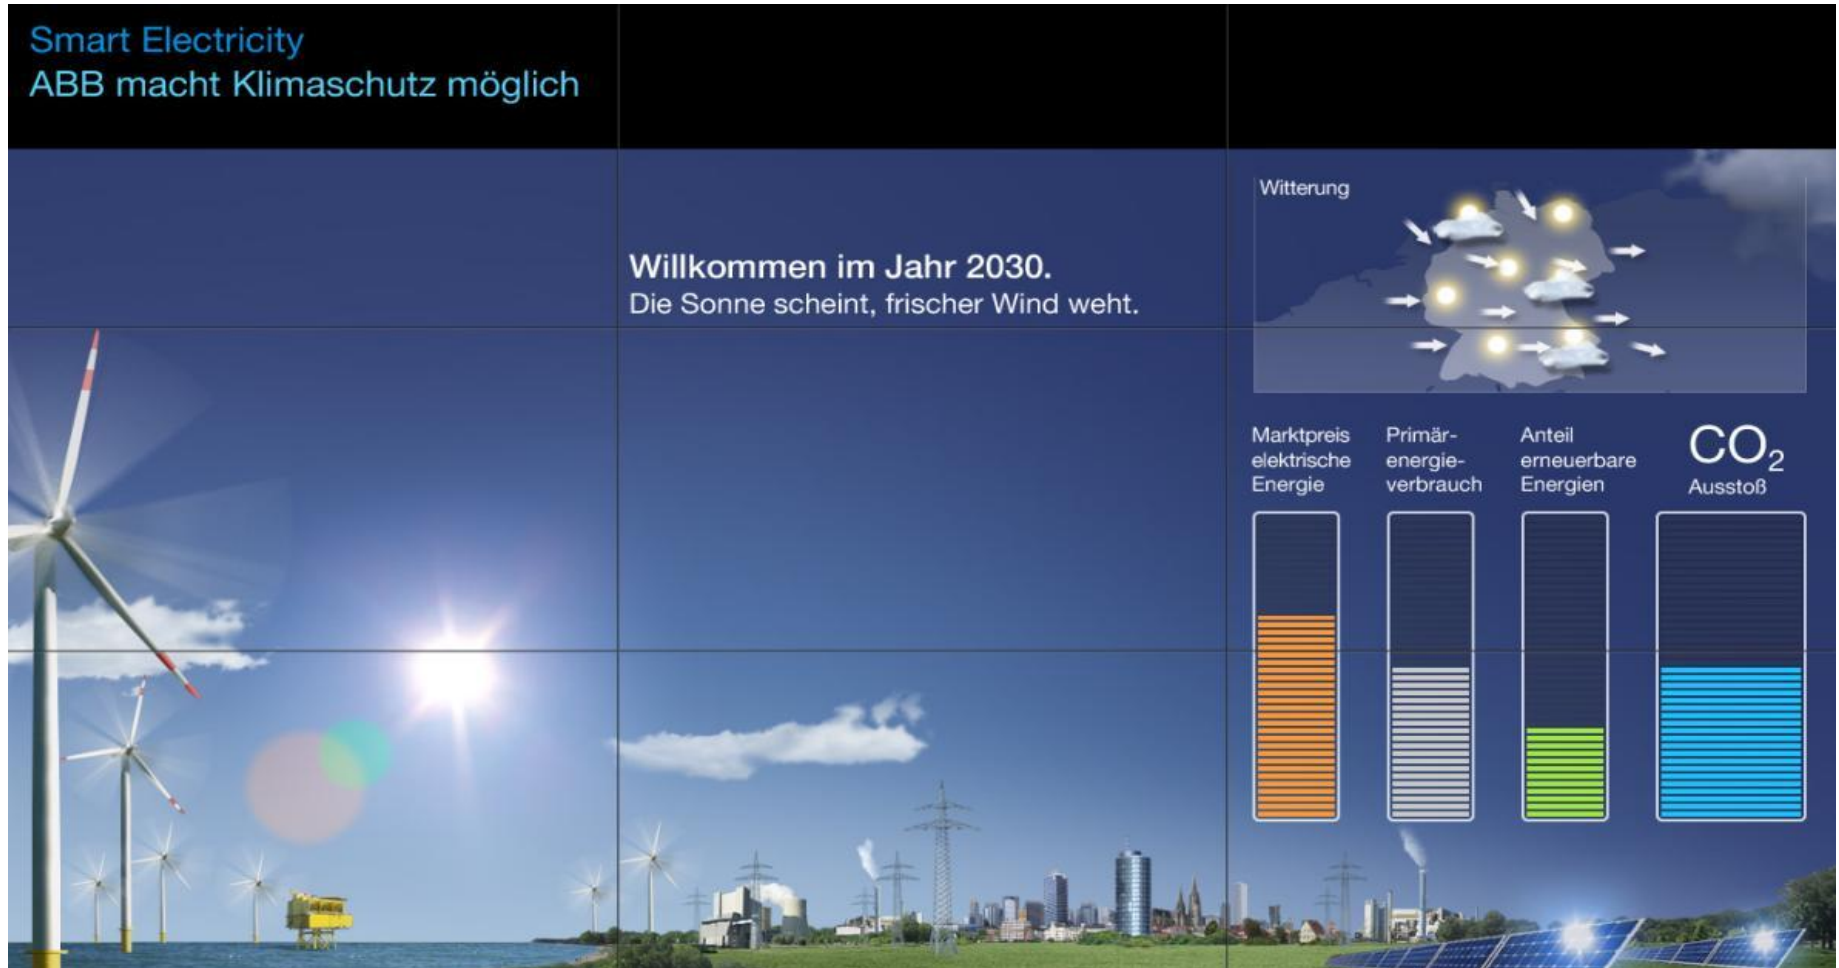 Smart Electricity
ABB macht Klimaschutz möglich
Willkommen im Jahr 2030.
Die Sonne scheint, frischer Wind weht.
Witterung
Marktpreis
elektrische
Energie
Primär-
energie-
verbrauch
Anteil
erneuerbare
Energien
CO₂
Ausstoß